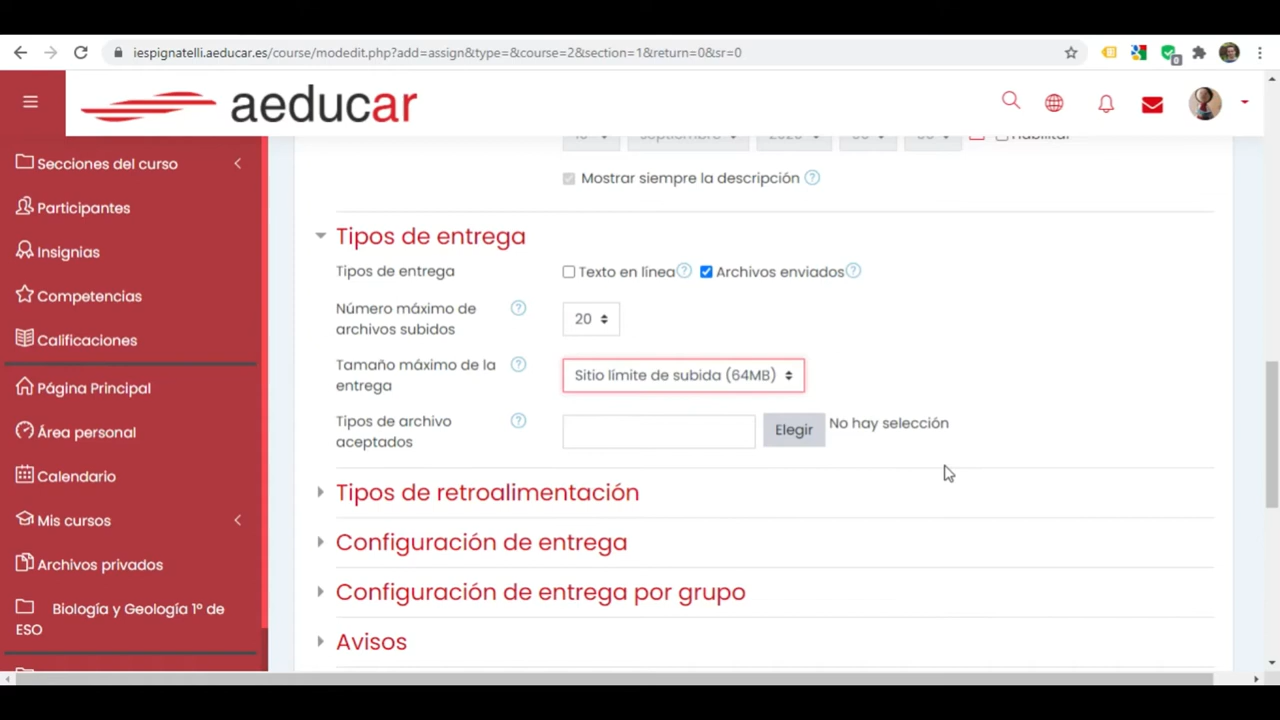 iespignatelli.aeducar.es/course/modedit.php?add=assign&type=&course=2&section=1&return=0&sr=0
0
aeducar
Secciones del curso
Participantes
Insignias
Competencias
Calificaciones
Página Principal
Área personal
Calendario
Mis cursos
Archivos privados
Biología y Geología 1º de
ESO
Mostrar siempre la descripción
Tipos de entrega
Tipos de entrega Texto en línea Archivos enviados
Número máximo de
archivos subidos
20
Tamaño máximo de la
entrega
Sitio límite de subida (64MB)
Tipos de archivo
aceptados
Elegir No hay selección
Tipos de retroalimentación
Configuración de entrega
Configuración de entrega por grupo
Avisos